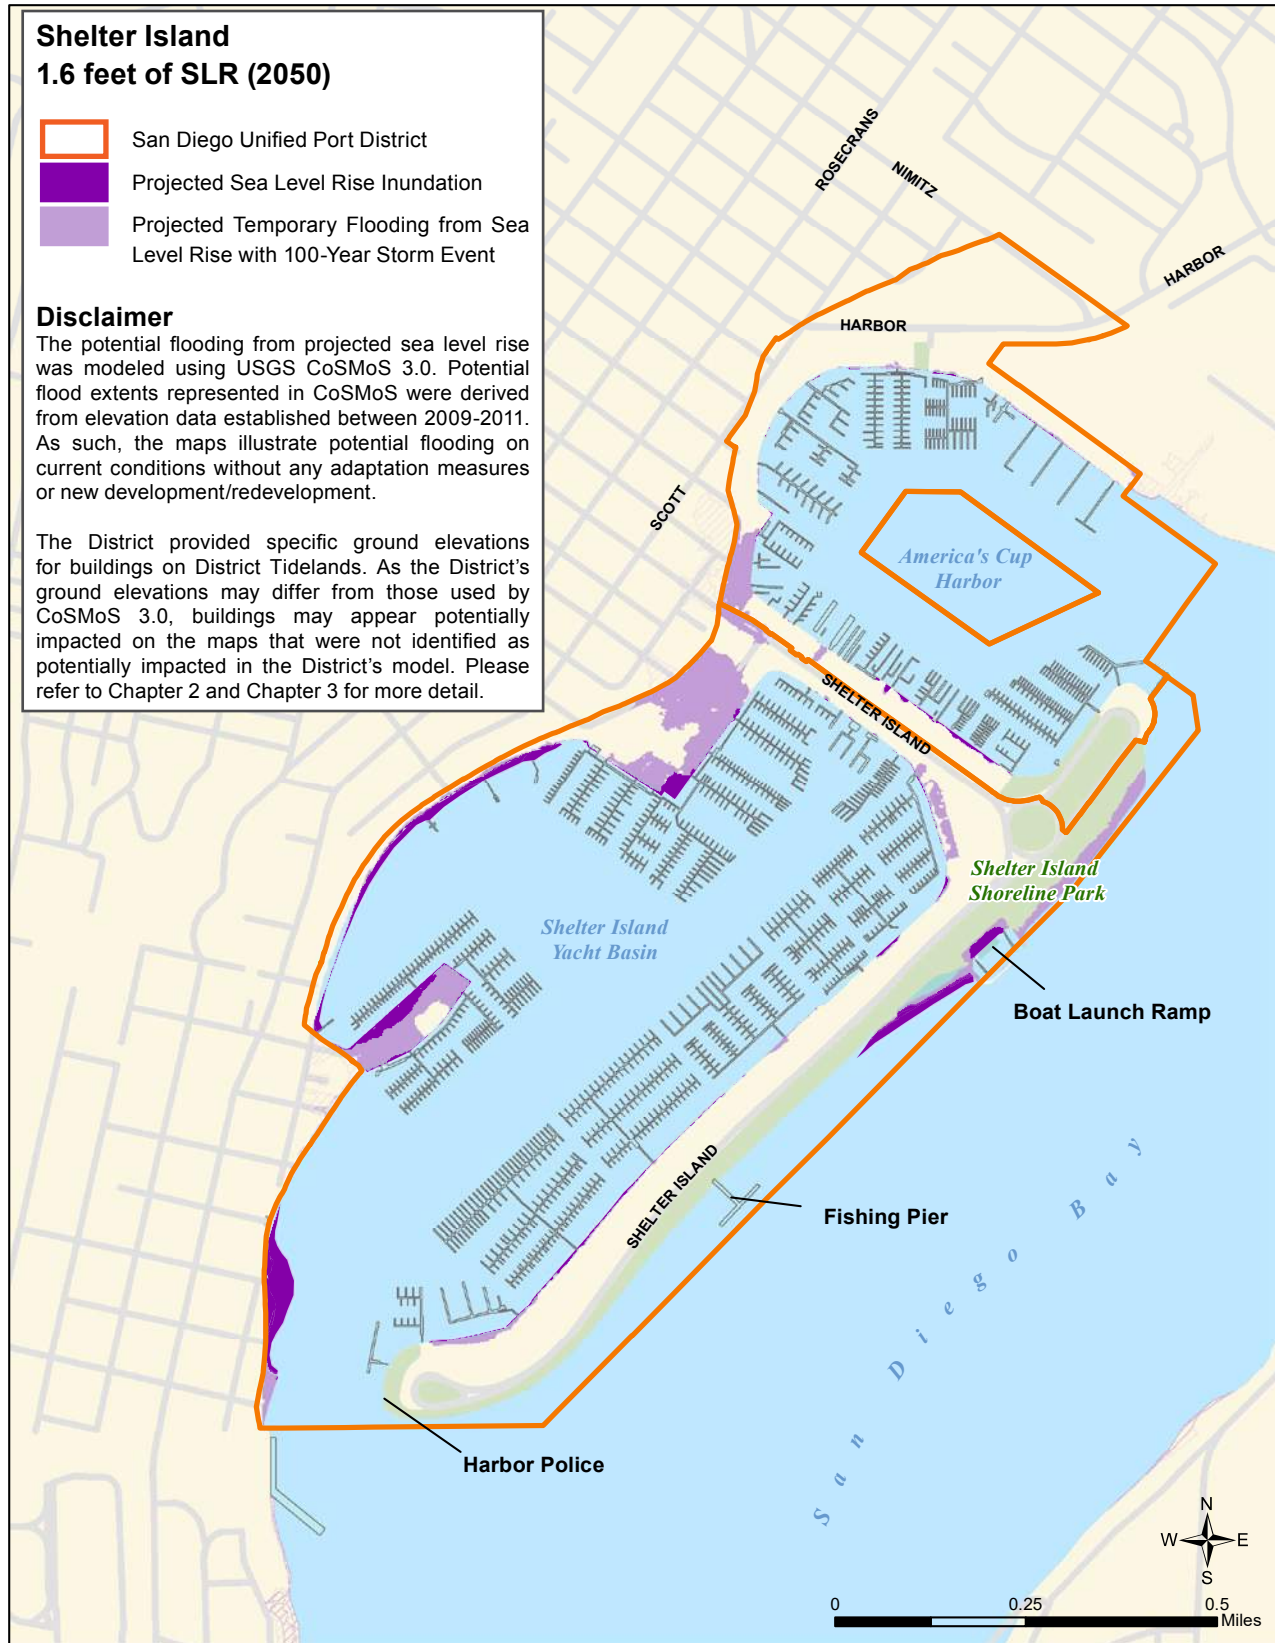 Shelter Island
1.6 feet of SLR (2050)
San Diego Unified Port District
Projected Sea Level Rise Inundation
Projected Temporary Flooding from Sea
Level Rise with 100-Year Storm Event
Disclaimer
The potential flooding from projected sea level rise
was modeled using USGS CoSMoS 3.0. Potential
flood extents represented in CoSMoS were derived
from elevation data established between 2009-2011.
As such, the maps illustrate potential flooding on
current conditions without any adaptation measures
or new development/redevelopment.
The District provided specific ground elevations
for buildings on District Tidelands. As the District’s
ground elevations may differ from those used by
CoSMoS 3.0, buildings may appear potentially
impacted on the maps that were not identified as
potentially impacted in the District’s model. Please
refer to Chapter 2 and Chapter 3 for more detail.
ROSECRANS
NIMITZ
HARBOR
HARBOR
SCOTT
America's Cup
Harbor
SHELTER ISLAND
Shelter Island
Shoreline Park
Shelter Island
Yacht Basin
Boat Launch Ramp
SHELTER ISLAND
Fishing Pier
San Diego Bay
Harbor Police
N
W E
S
0 0.25 0.5
Miles